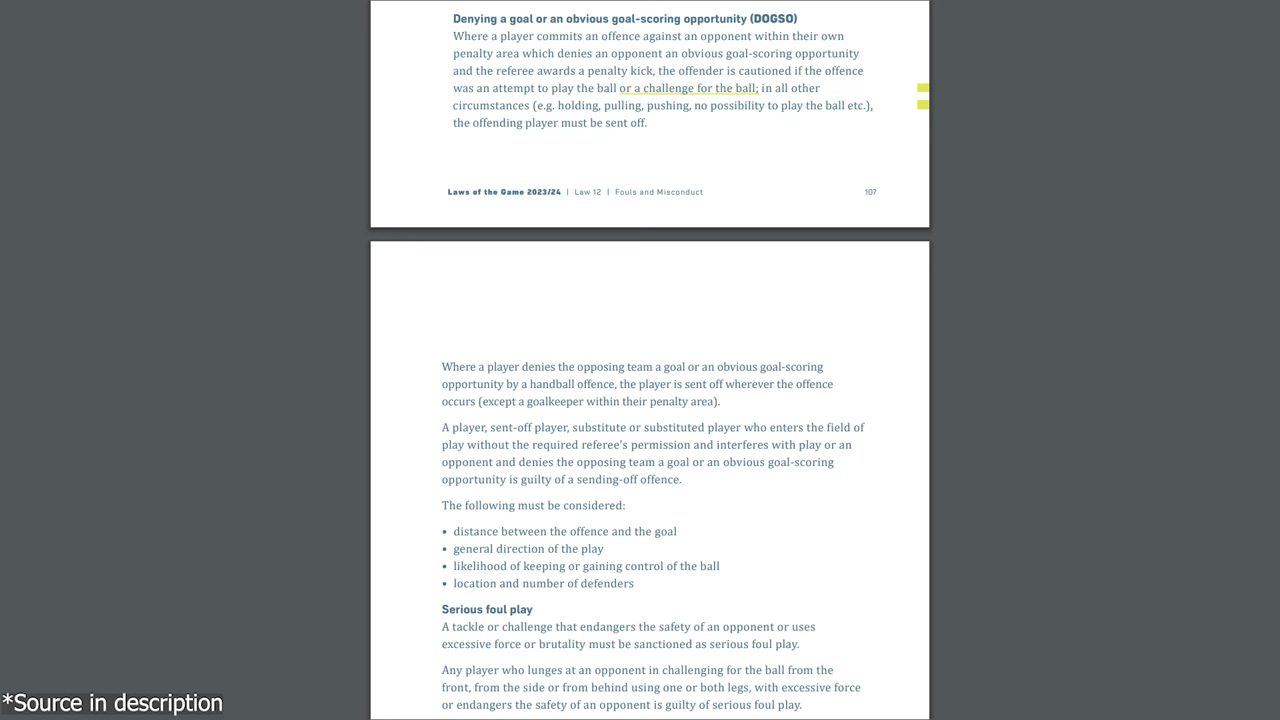 Denying a goal or an obvious goal-scoring opportunity (DOGSO)
Where a player commits an offence against an opponent within their own
penalty area which denies an opponent an obvious goal-scoring opportunity
and the referee awards a penalty kick, the offender is cautioned if the offence
was an attempt to play the ball or a challenge for the ball; in all other
circumstances (e.g. holding, pulling, pushing, no possibility to play the ball etc.),
the offending player must be sent off.
Laws of the Game 2023/24 | Law 12 | Fouls and Misconduct 107
Where a player denies the opposing team a goal or an obvious goal-scoring
opportunity by a handball offence, the player is sent off wherever the offence
occurs (except a goalkeeper within their penalty area).
A player, sent-off player, substitute or substituted player who enters the field of
play without the required referee's permission and interferes with play or an
opponent and denies the opposing team a goal or an obvious goal-scoring
opportunity is guilty of a sending-off offence.
The following must be considered:
• distance between the offence and the goal
• general direction of the play
• likelihood of keeping or gaining control of the ball
• location and number of defenders
Serious foul play
A tackle or challenge that endangers the safety of an opponent or uses
excessive force or brutality must be sanctioned as serious foul play.
Any player who lunges at an opponent in challenging for the ball from the
front, from the side or from behind using one or both legs, with excessive force
or endangers the safety of an opponent is guilty of serious foul play.
*Source in description